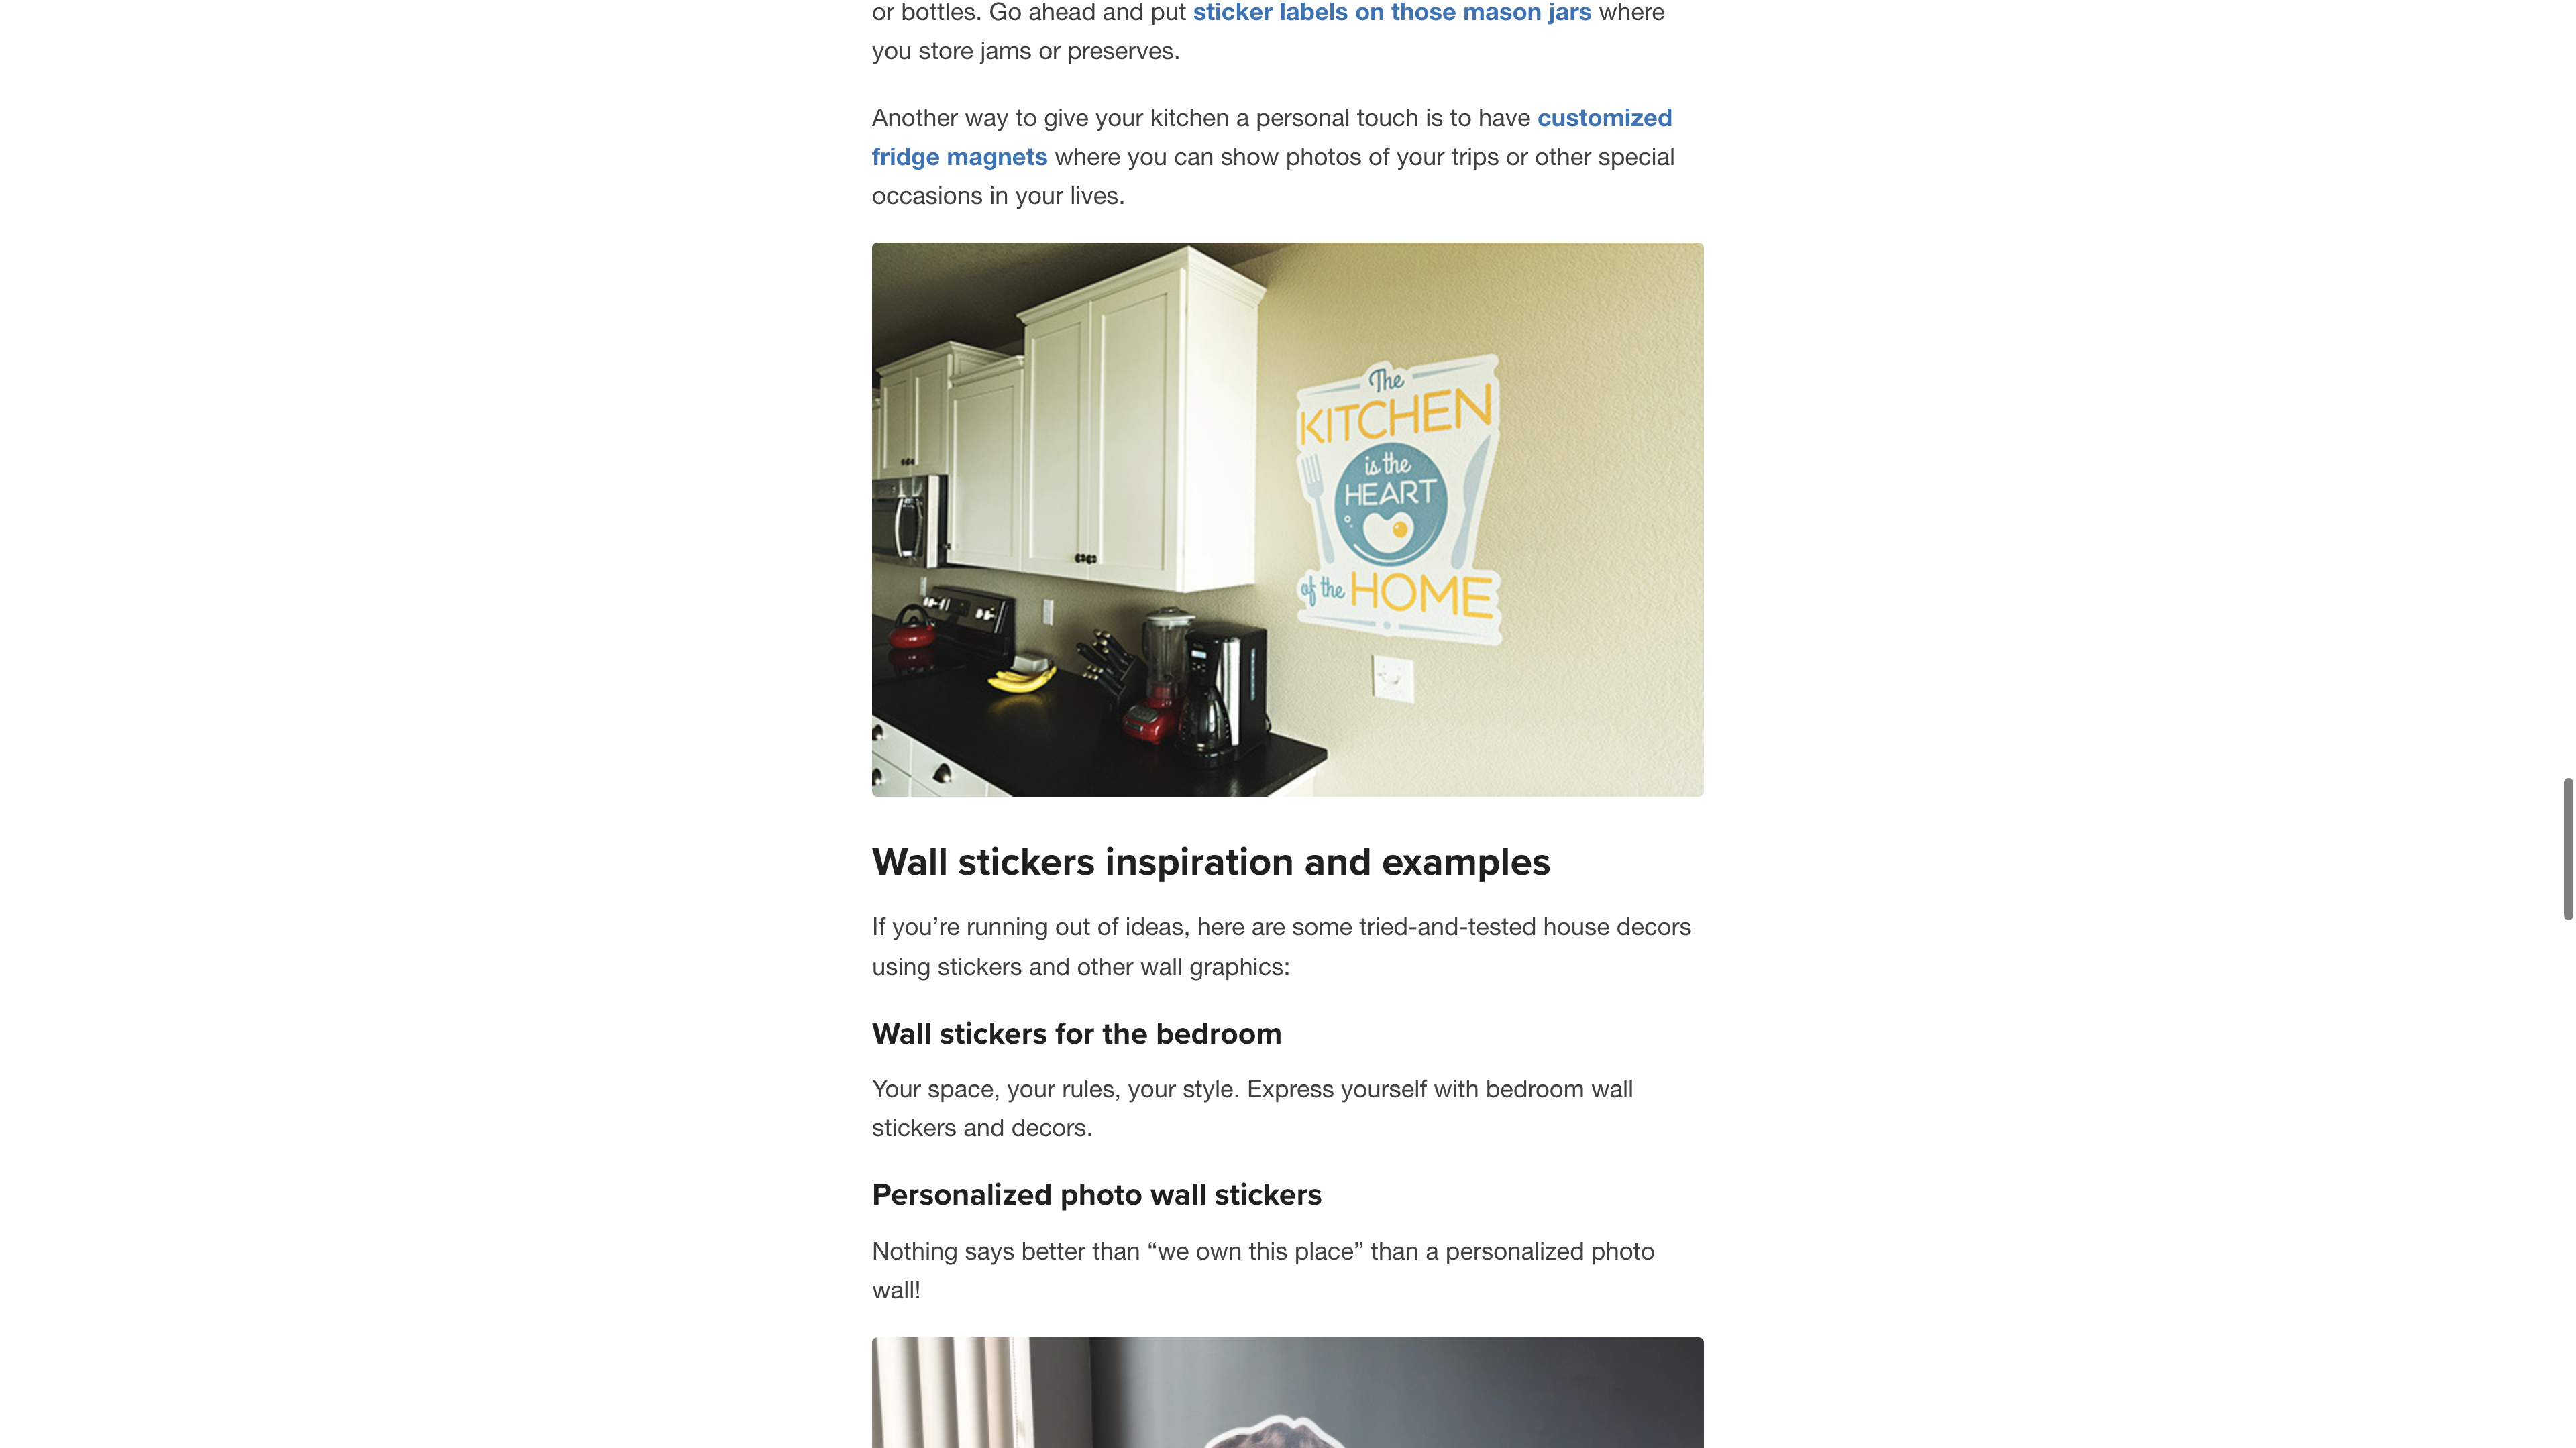 or bottles. Go ahead and put sticker labels on those mason jars where
you store jams or preserves.
Another way to give your kitchen a personal touch is to have customized
fridge magnets where you can show photos of your trips or other special
occasions in your lives.
The
KITCHEN
is the
HEART
of the HOME
Wall stickers inspiration and examples
If you’re running out of ideas, here are some tried-and-tested house decors
using stickers and other wall graphics:
Wall stickers for the bedroom
Your space, your rules, your style. Express yourself with bedroom wall
stickers and decors.
Personalized photo wall stickers
Nothing says better than “we own this place” than a personalized photo
wall!